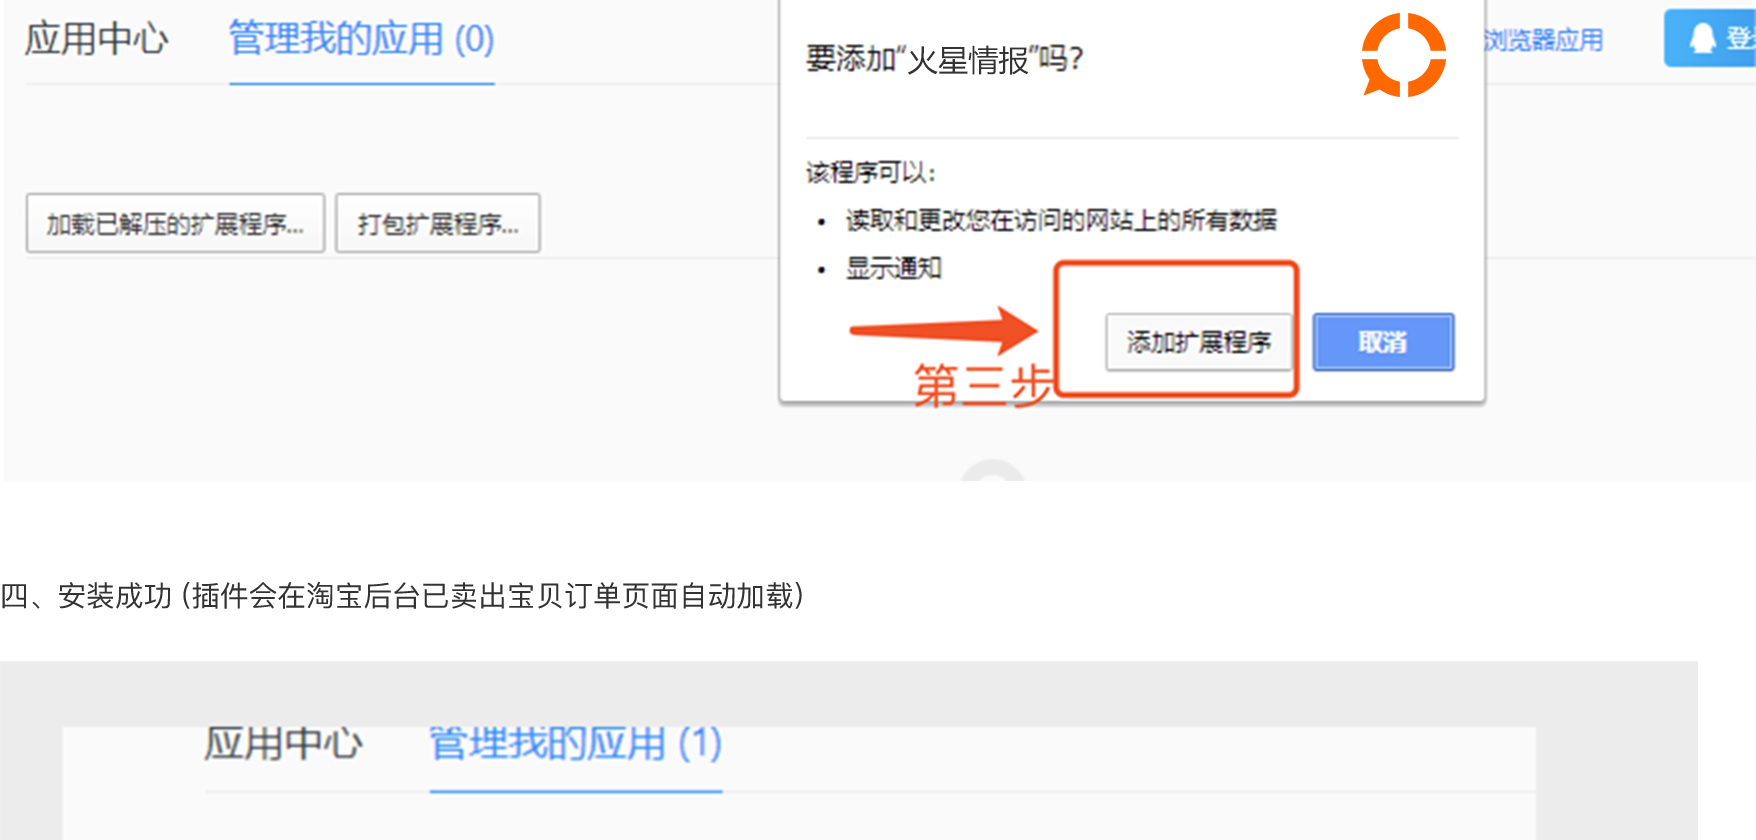 应用中心 管理我的应用 (0)
要添加“火星情报”吗?
浏览器应用
登
该程序可以:
加载已解压的扩展程序... 打包扩展程序...
• 读取和更改您在访问的网站上的所有数据
• 显示通知
添加扩展程序 取消
第三步
四、安装成功 (插件会在淘宝后台已卖出宝贝订单页面自动加载)
应用中心 管理我的应用 (1)